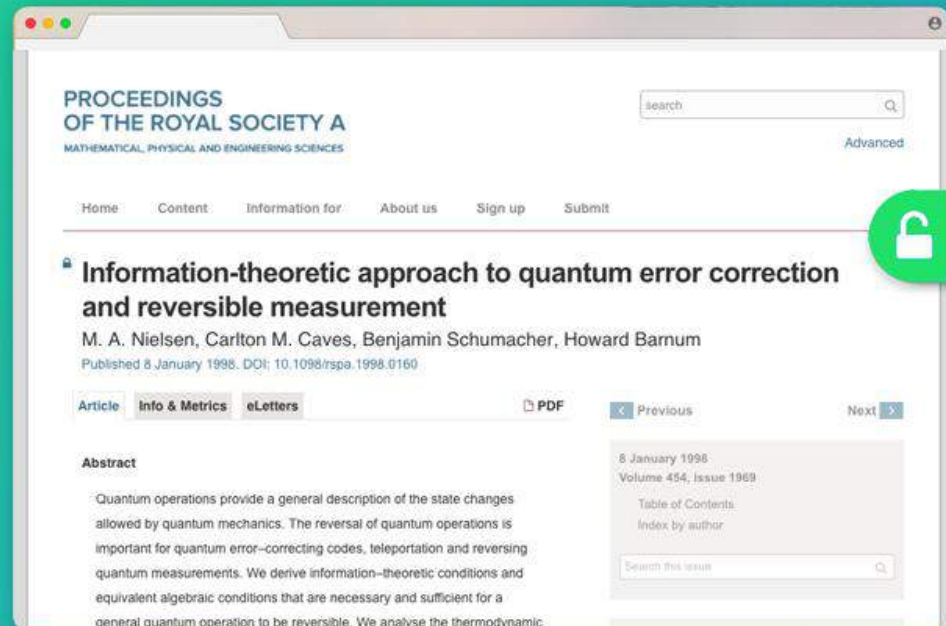 PROCEEDINGS
OF THE ROYAL SOCIETY A
MATHEMATICAL, PHYSICAL AND ENGINEERING SCIENCES
search
Advanced
Home Content Information for About us Sign up Submit
Information-theoretic approach to quantum error correction
and reversible measurement
M. A. Nielsen, Carlton M. Caves, Benjamin Schumacher, Howard Barnum
Published 8 January 1998. DOI: 10.1098/rspa.1998.0160
Article Info & Metrics eLetters PDF
Previous Next
Abstract
Quantum operations provide a general description of the state changes
allowed by quantum mechanics. The reversal of quantum operations is
important for quantum error–correcting codes, teleportation and reversing
quantum measurements. We derive information–theoretic conditions and
equivalent algebraic conditions that are necessary and sufficient for a
general quantum operation to be reversible. We analyse the thermodynamic
8 January 1998
Volume 454, issue 1969
Table of Contents
Index by author
Search this issue